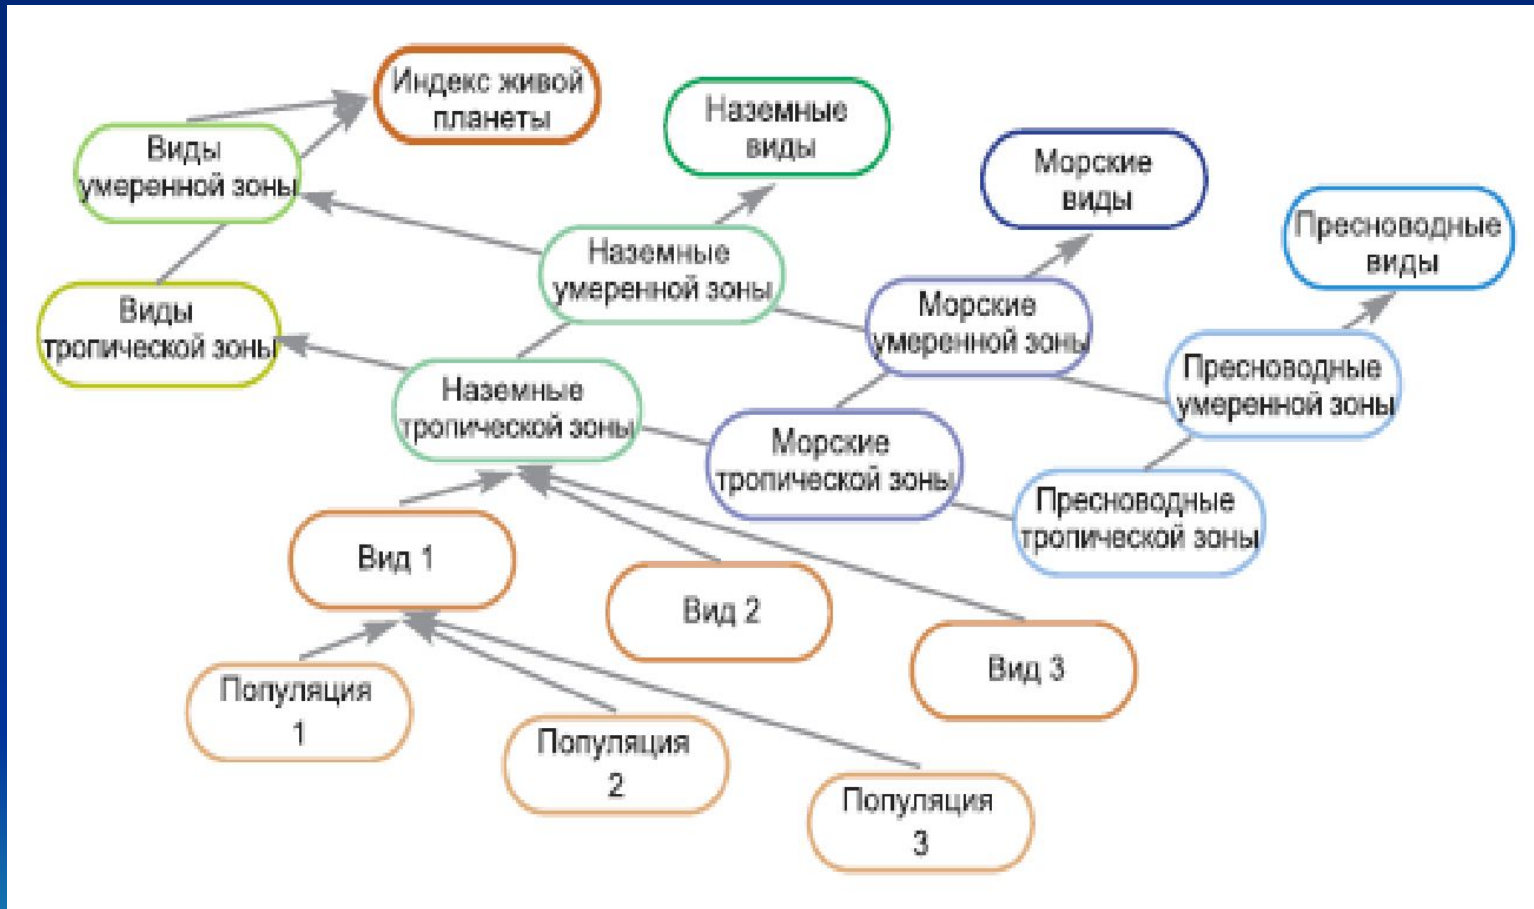 Индекс живой
планеты
Наземные
виды
Виды
умеренной зоны
Морские
виды
Пресноводные
виды
Наземные
умеренной зоны
Виды
тропической зоны
Морские
умеренной зоны
Пресноводные
умеренной зоны
Наземные
тропической зоны
Морские
тропической зоны
Пресноводные
тропической зоны
Вид 1
Вид 2
Вид 3
Популяция
1
Популяция
2
Популяция
3